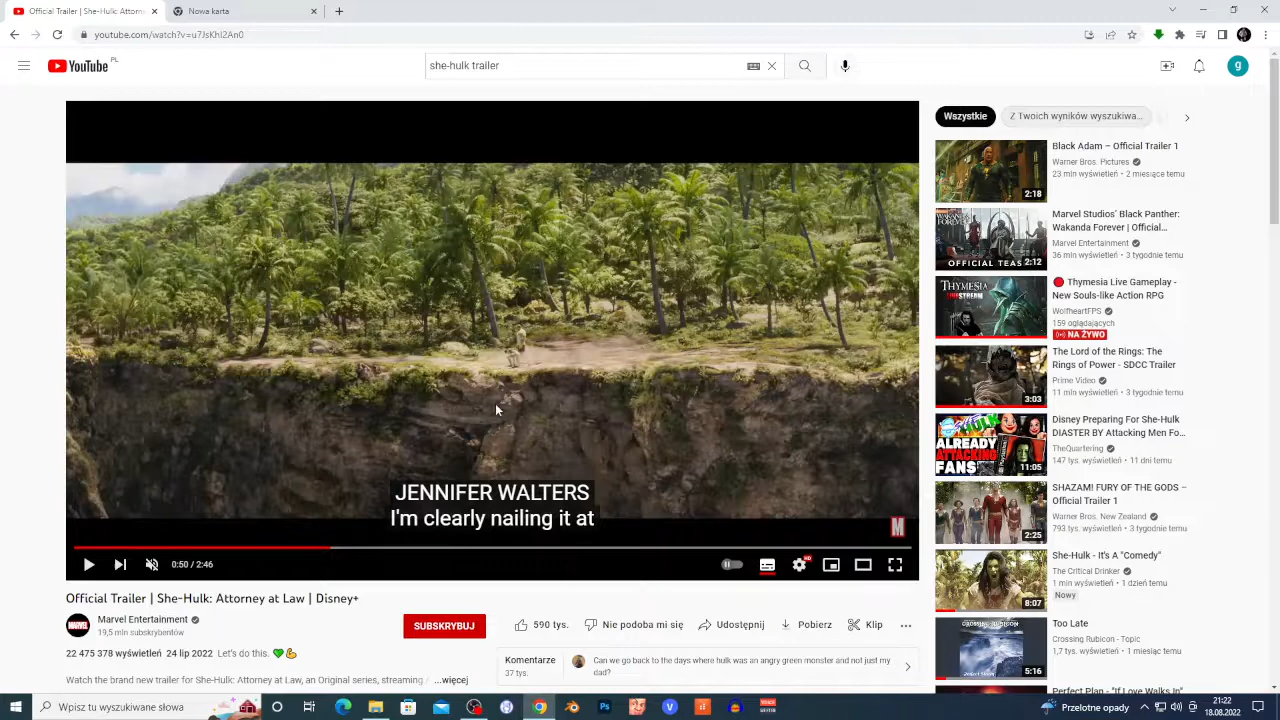 Official Trailer | She-Hulk: Attorn
Nowa karta
youtube.com/watch?v=u7JsKhI2An0
YouTube PL
she-hulk trailer
g
JENNIFER WALTERS
I'm clearly nailing it at
M
0:50 / 2:46
HD
Official Trailer | She-Hulk: Attorney at Law | Disney+
MARVEL
Marvel Entertainment
19,5 mln subskrybentów
SUBSKRYBUJ
590 tys.
Nie podoba mi się
Udostępnij
Pobierz
Klip
22 475 378 wyświetleń 24 lip 2022 Let's do this.
Watch the brand new trailer for She-Hulk: Attorney at Law, an Original series, streaming
...więcej
Komentarze
37 tys.
Can we go back to the days where hulk was an angry green monster and not just my
dad?
Wszystkie
Z Twoich wyników wyszukiwa...
2:18
Black Adam – Official Trailer 1
Warner Bros. Pictures
23 mln wyświetleń • 2 miesiące temu
WAKANDA
FOREVER
OFFICIAL TEAS
2:12
Marvel Studios' Black Panther:
Wakanda Forever | Official...
Marvel Entertainment
36 mln wyświetleń • 3 tygodnie temu
THYMESIA
LIVESTREAM
Thymesia Live Gameplay -
New Souls-like Action RPG
WolfheartFPS
159 oglądających
NA ŻYWO
3:03
The Lord of the Rings: The
Rings of Power - SDCC Trailer
Prime Video
11 mln wyświetleń • 3 tygodnie temu
HULK
ALREADY
ATTACKING
FANS
11:05
Disney Preparing For She-Hulk
DIASTER BY Attacking Men Fo...
TheQuartering
147 tys. wyświetleń • 11 dni temu
2:25
SHAZAM! FURY OF THE GODS –
Official Trailer 1
Warner Bros. New Zealand
793 tys. wyświetleń • 3 tygodnie temu
8:07
She-Hulk - It's A "Comedy"
The Critical Drinker
1 mln wyświetleń • 1 dzień temu
Nowy
CROSSING RUBICON
5:16
Too Late
Crossing Rubicon - Topic
1,7 tys. wyświetleń • 1 miesiąc temu
Perfect Plan - "If Love Walks In"
Wpisz tu wyszukiwane słowa
Ps
V
Przelotne opady
21:22
18.08.2022